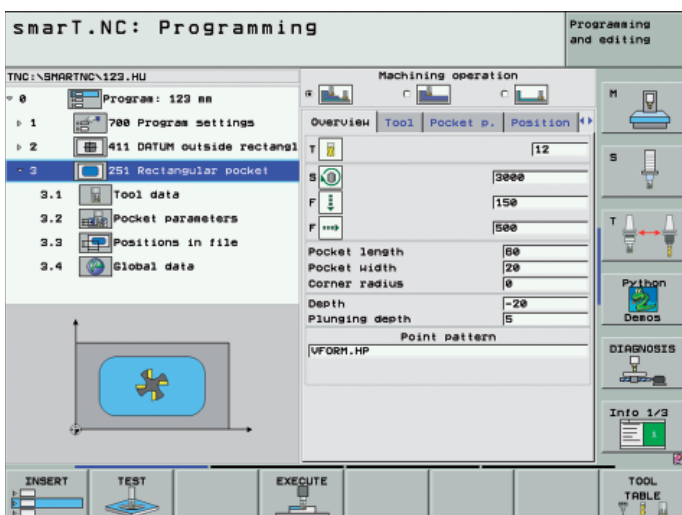 smarT.NC: Programming
Programming
and editing
TNC:\SMARTNC\123.HU
0 Program: 123 mm
1 700 Program settings
2 411 DATUM outside rectangl
3 251 Rectangular pocket
3.1 Tool data
3.2 Pocket parameters
3.3 Positions in file
3.4 Global data
Machining operation
Overview Tool Pocket p. Position
T 12
S 3000
F 150
F 500
Pocket length 60
Pocket width 20
Corner radius 0
Depth -20
Plunging depth 5
Point pattern
VFORM.HP
M
S
T
Python
Demos
DIAGNOSIS
Info 1/3
INSERT
TEST
EXECUTE
TOOL
TABLE